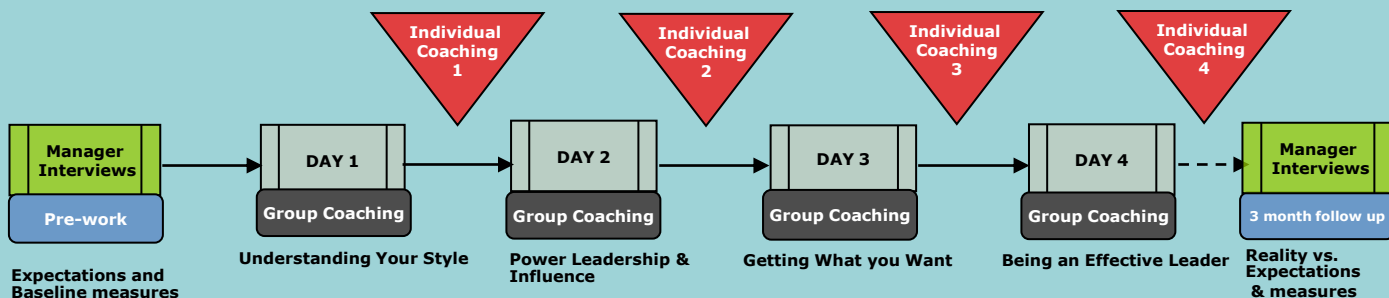 Individual
Coaching
1
Individual
Coaching
2
Individual
Coaching
3
Individual
Coaching
4
Manager
Interviews
Pre-work
Expectations and
Baseline measures
DAY 1
Group Coaching
Understanding Your Style
DAY 2
Group Coaching
Power Leadership &
Influence
DAY 3
Group Coaching
Getting What you Want
DAY 4
Group Coaching
Being an Effective Leader
Manager
Interviews
3 month follow up
Reality vs.
Expectations
& measures